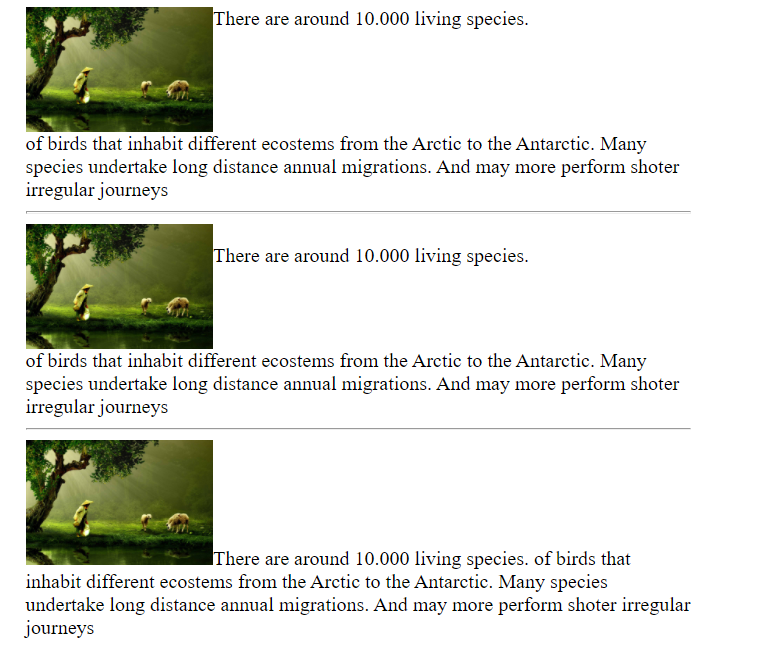 There are around 10.000 living species.
of birds that inhabit different ecostems from the Arctic to the Antarctic. Many
species undertake long distance annual migrations. And may more perform shoter
irregular journeys
There are around 10.000 living species.
of birds that inhabit different ecostems from the Arctic to the Antarctic. Many
species undertake long distance annual migrations. And may more perform shoter
irregular journeys
There are around 10.000 living species. of birds that
inhabit different ecostems from the Arctic to the Antarctic. Many species
undertake long distance annual migrations. And may more perform shoter irregular
journeys